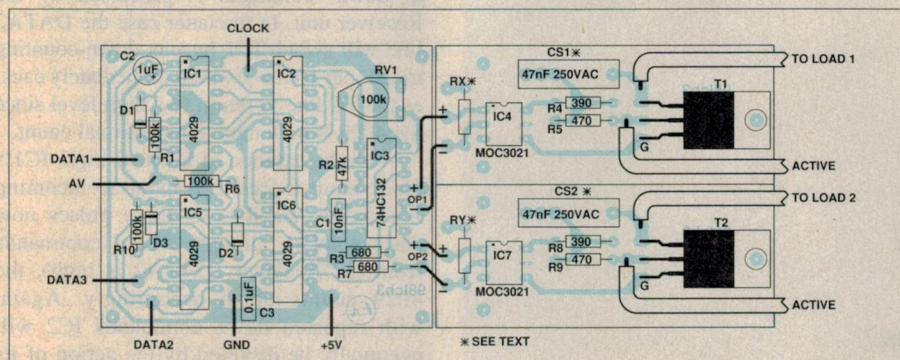 CLOCK
C2
1uF
IC1
4029
IC2
4029
RV1
100k
D1
100k
R1
DATA1
AV
100k
R6
R2
47k
IC3
74HC132
OP1
+
-
OP2
+
-
R10
100k
D3
IC5
4029
D2
IC6
4029
C1
10nF
R3
680
R7
680
0.1uF
C3
DATA3
DATA2
GND
+5V
981lcb3
RX*
+
-
IC4
MOC3021
CS1*
47nF 250VAC
R4
390
R5
470
G
T1
TO LOAD 1
ACTIVE
RY*
+
-
IC7
MOC3021
CS2 *
47nF 250VAC
R8
390
R9
470
G
T2
TO LOAD 2
ACTIVE
* SEE TEXT